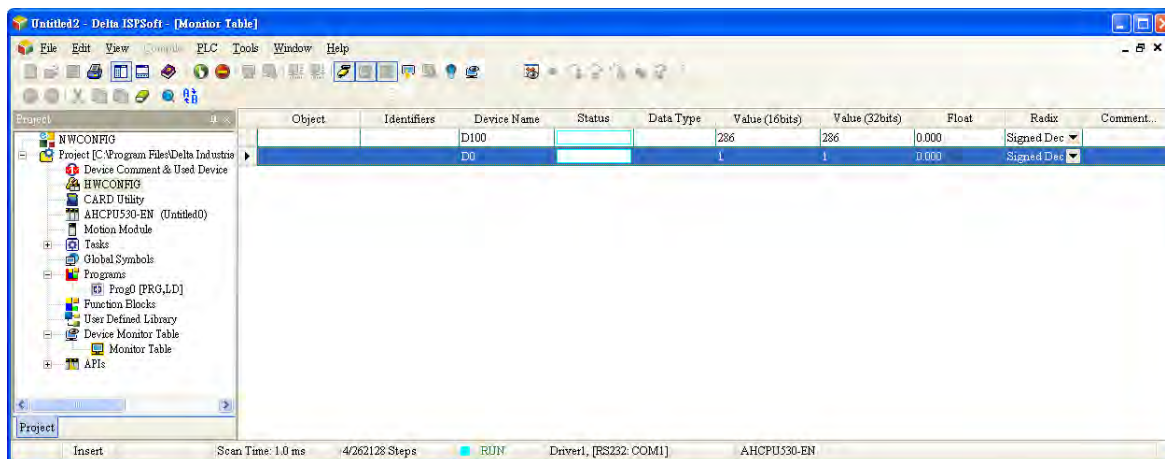 Untitled2 - Delta ISPSoft - [Monitor Table]
File Edit View Compile PLC Tools Window Help
Project
NWCONFIG
Project [C:\Program Files\Delta Industria
Device Comment & Used Device
HWCONFIG
CARD Utility
AHCPU530-EN (Untitled0)
Motion Module
Tasks
Global Symbols
Programs
Prog0 [PRG,LD]
Function Blocks
User Defined Library
Device Monitor Table
Monitor Table
APIs
Project
Object Identifiers Device Name Status Data Type Value (16bits) Value (32bits) Float Radix Comment...
D100 286 286 0.000 Signed Dec
D0 1 1 0.000 Signed Dec
Insert Scan Time: 1.0 ms 4/262128 Steps RUN Driver1, [RS232: COM1] AHCPU530-EN